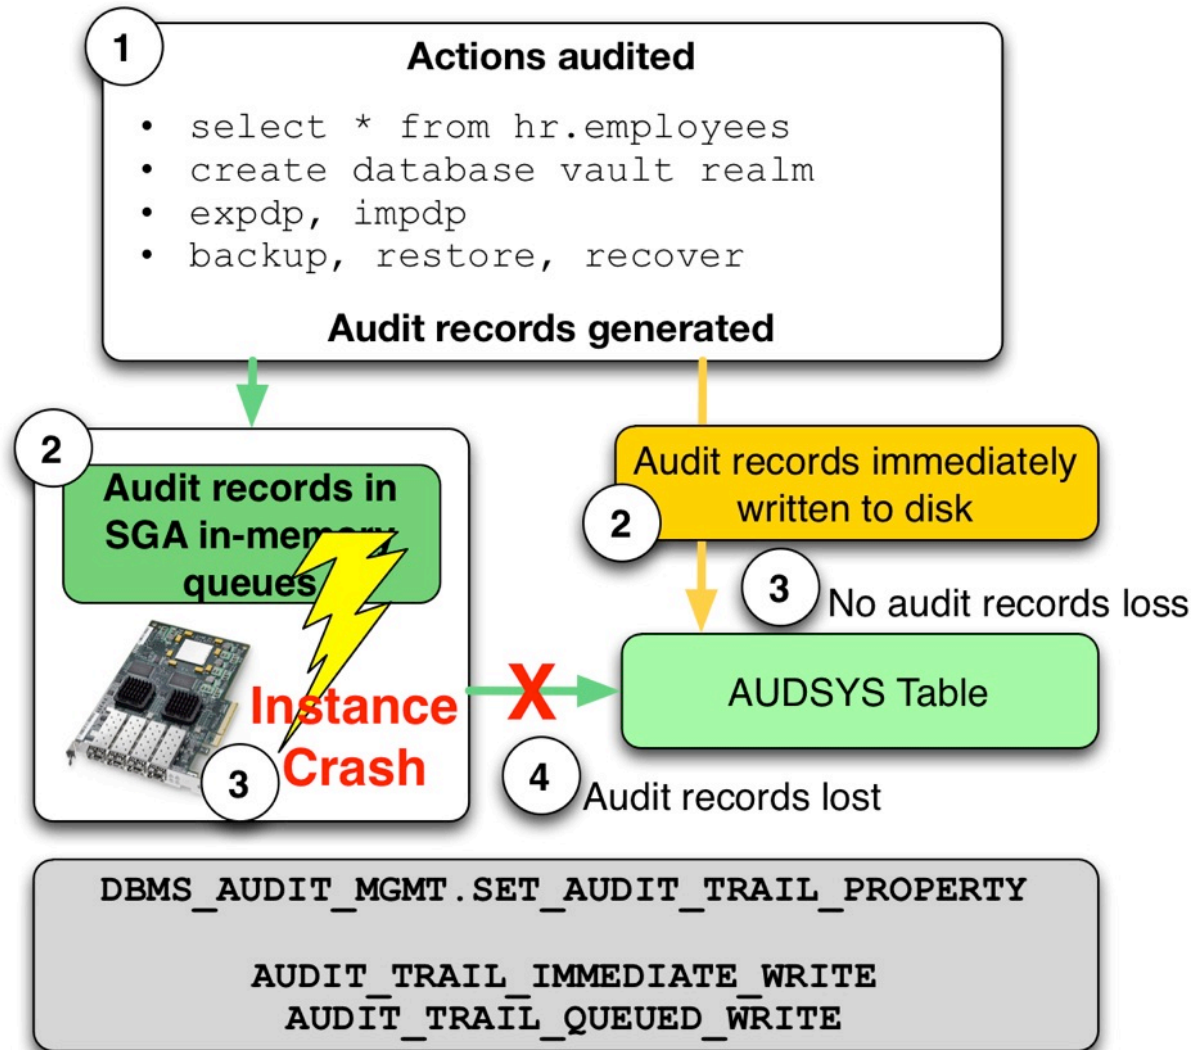 1
Actions audited
• select * from hr.employees
• create database vault realm
• expdp, impdp
• backup, restore, recover
Audit records generated
2
Audit records in
SGA in-memory
queues
Instance
Crash
3
Audit records immediately
written to disk
2
3
No audit records loss
AUDSYS Table
X
4
Audit records lost
DBMS_AUDIT_MGMT.SET_AUDIT_TRAIL_PROPERTY
AUDIT_TRAIL_IMMEDIATE_WRITE
AUDIT_TRAIL_QUEUED_WRITE